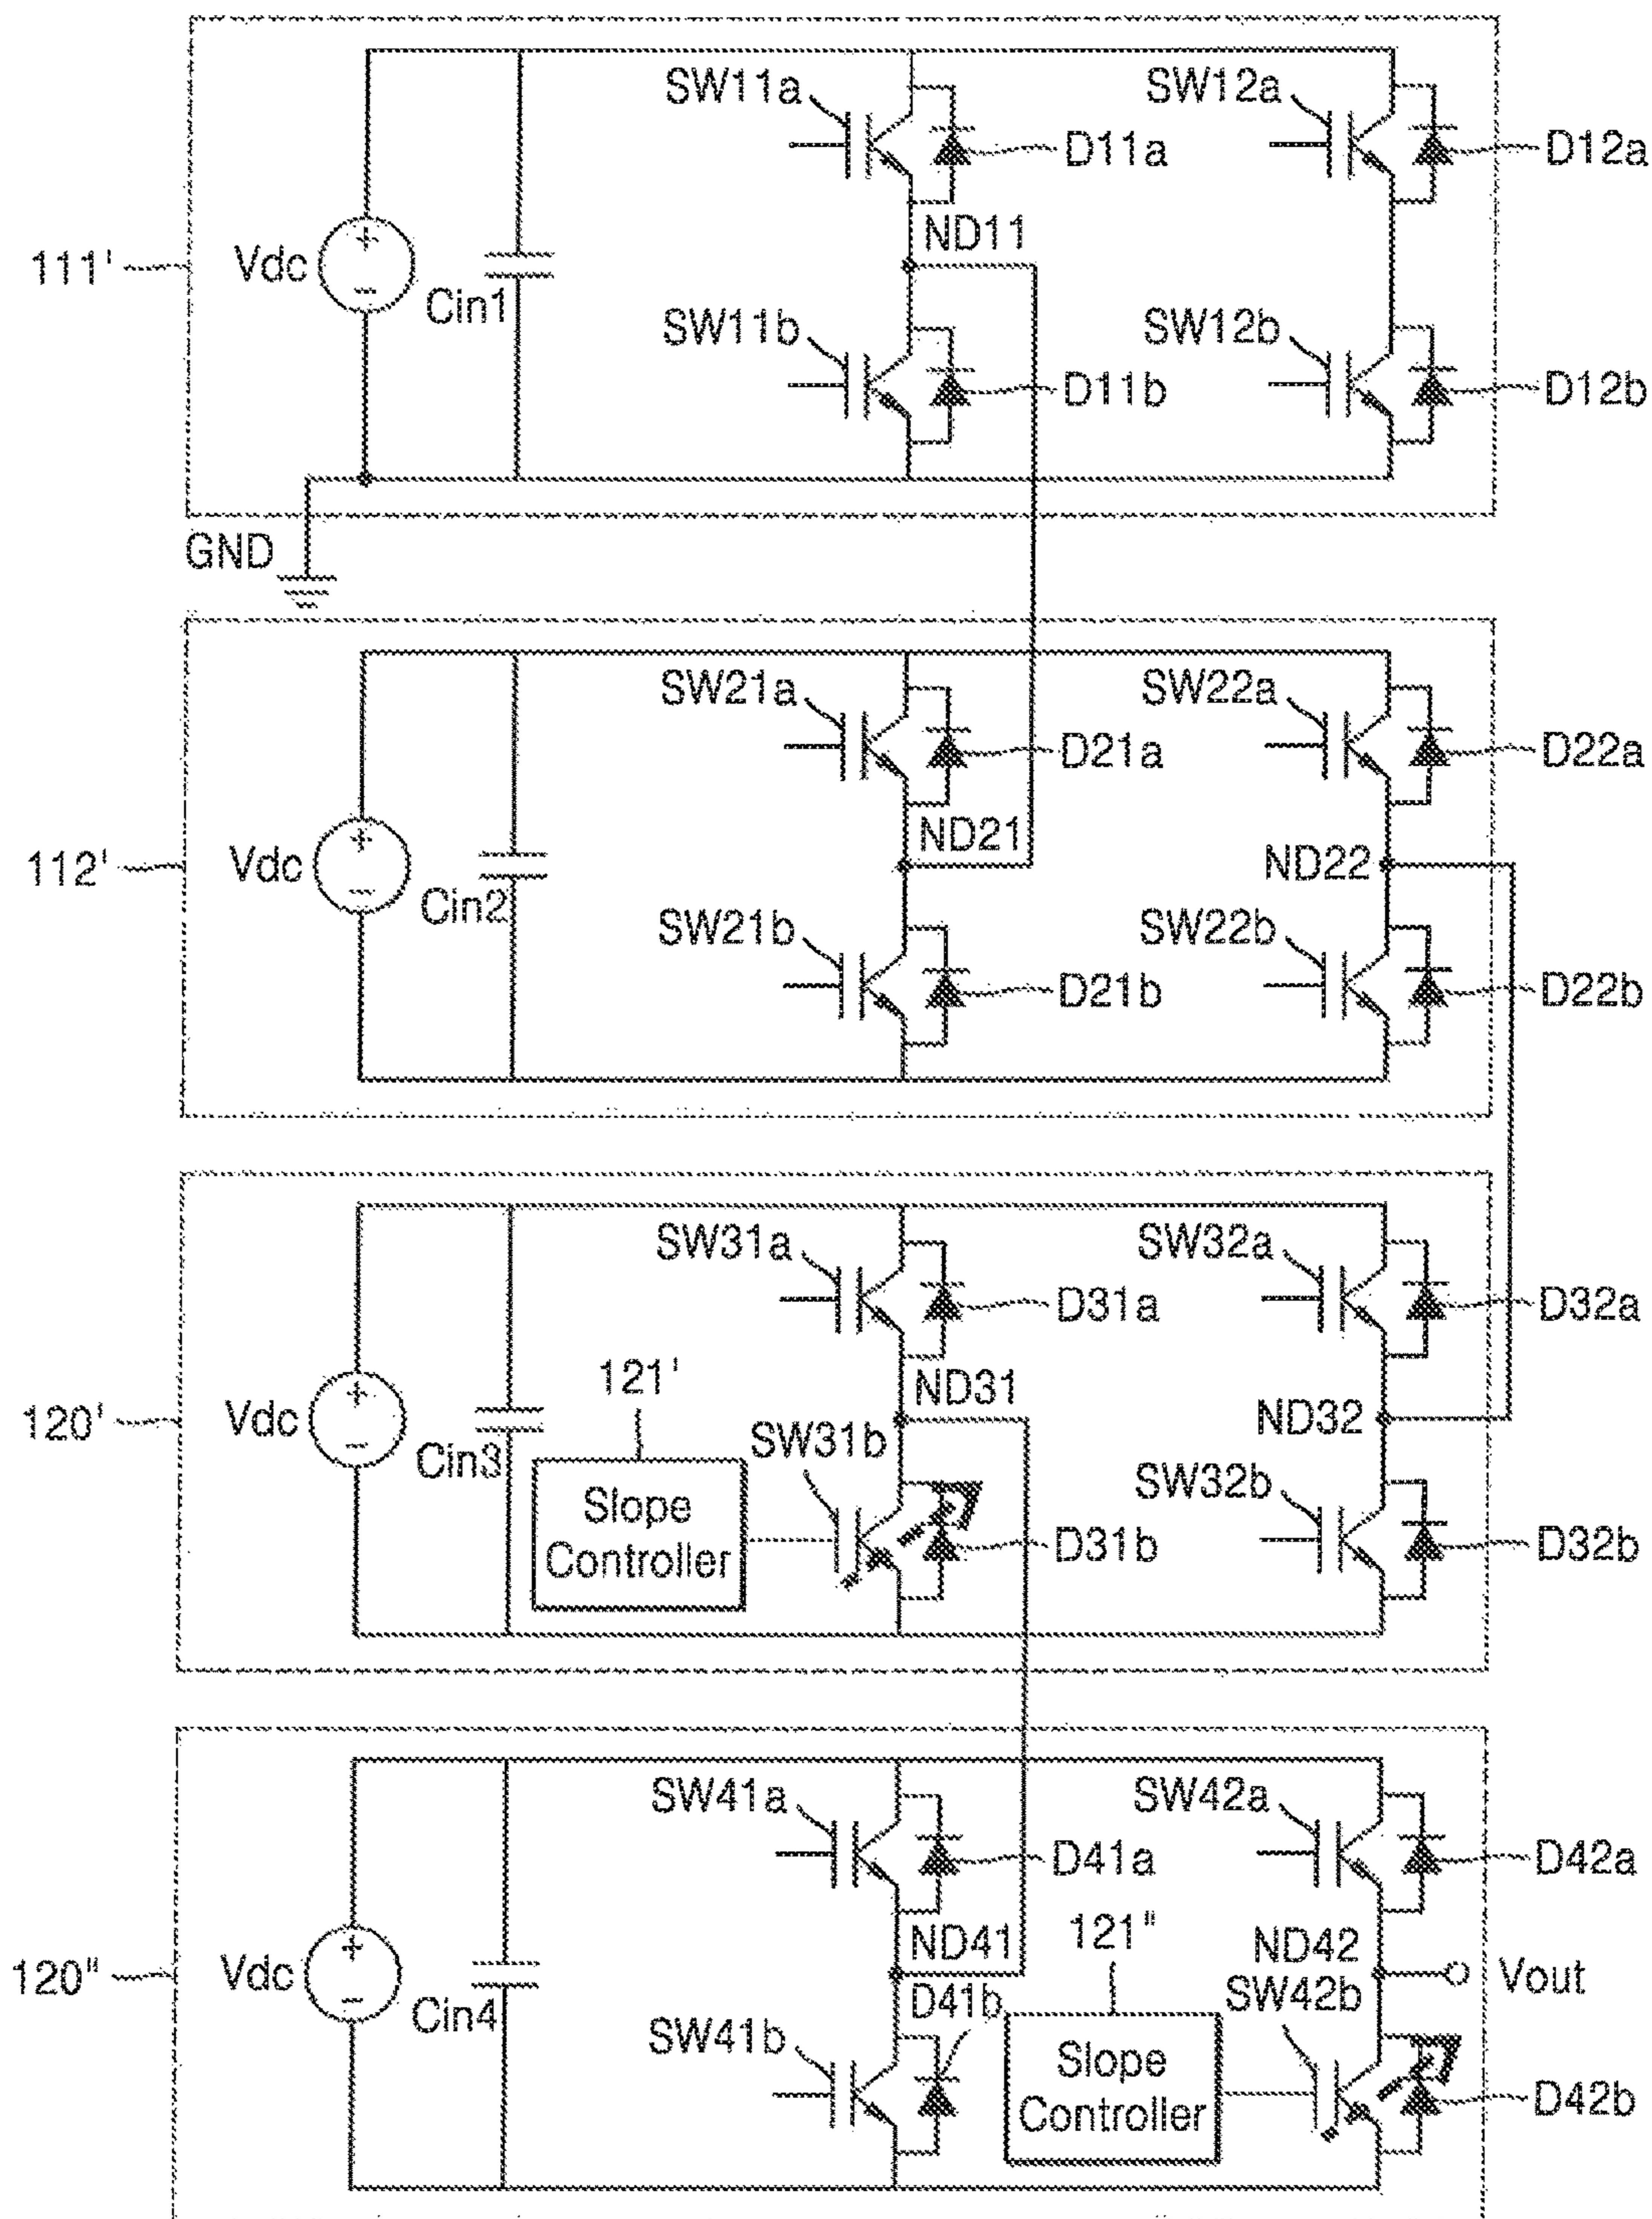 SW11a
SW12a
D11a
D12a
ND11
111'
Vdc
Cin1
SW11b
SW12b
D11b
D12b
GND
SW21a
SW22a
D21a
D22a
ND21
ND22
112'
Vdc
Cin2
SW21b
SW22b
D21b
D22b
SW31a
SW32a
D31a
D32a
121'
ND31
ND32
120'
Vdc
Cin3
SW31b
SW32b
Slope
Controller
D31b
D32b
SW41a
SW42a
D41a
D42a
121"
ND41
ND42
120"
Vdc
Cin4
D41b
SW42b
Vout
SW41b
Slope
Controller
D42b